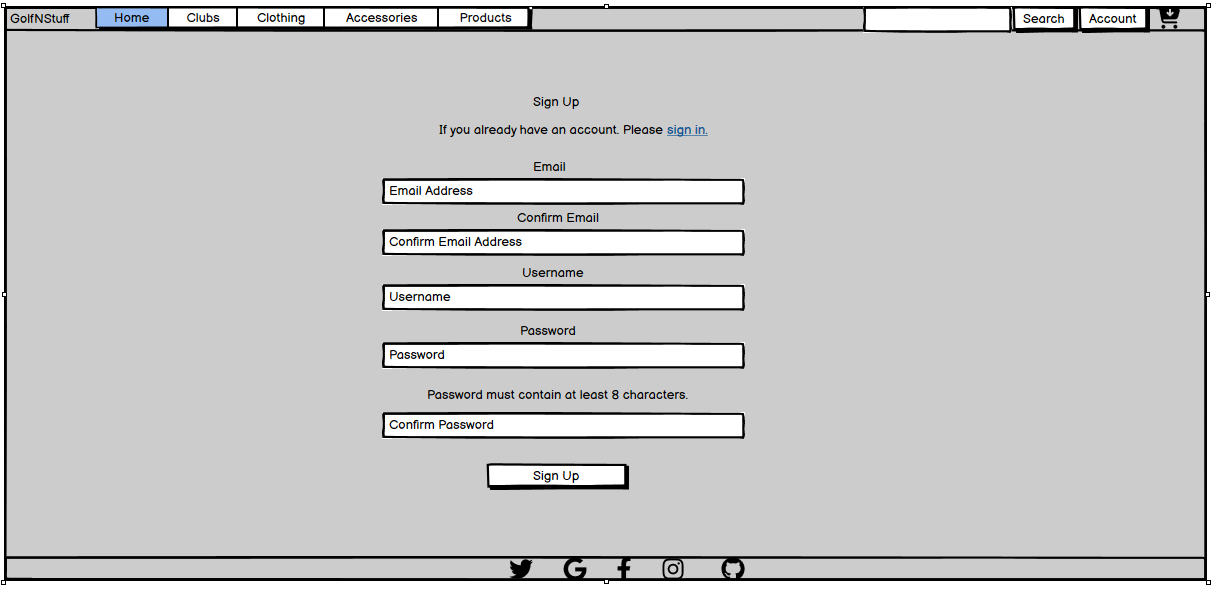 GolfNStuff Home Clubs Clothing Accessories Products Search Account
Sign Up
If you already have an account. Please sign in.
Email
Email Address
Confirm Email
Confirm Email Address
Username
Username
Password
Password
Password must contain at least 8 characters.
Confirm Password
Sign Up